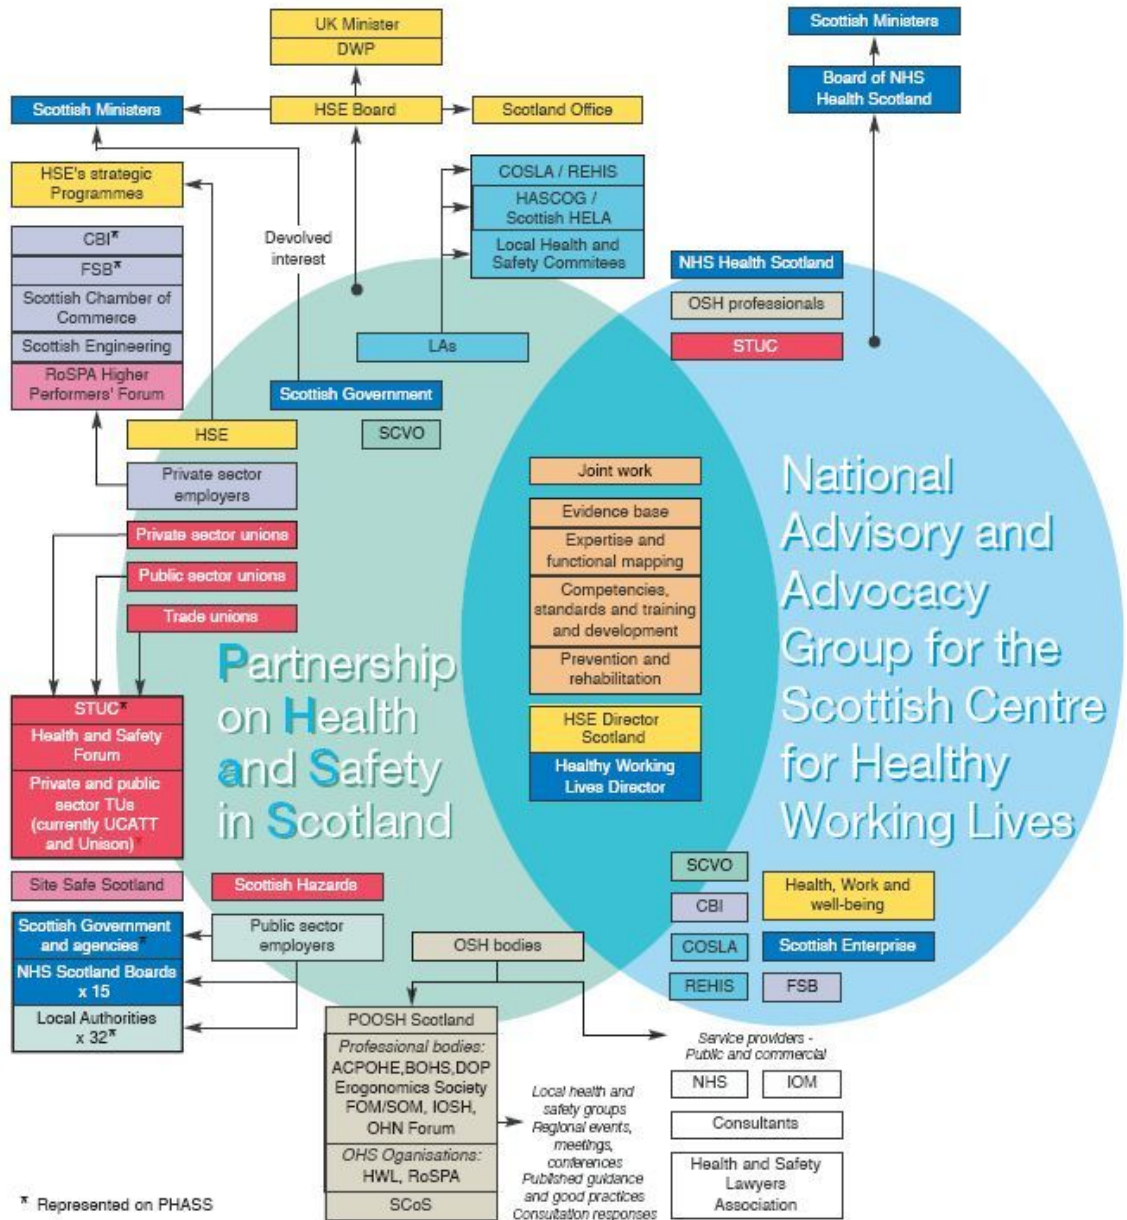 UK Minister
DWP
Scottish Ministers
HSE Board
Scotland Office
Scottish Ministers
Board of NHS
Health Scotland
HSE's strategic
Programmes
Devolved
interest
COSLA / REHIS
HASCOG /
Scottish HELA
Local Health and
Safety Commitees
CBI*
FSB*
Scottish Chamber of
Commerce
Scottish Engineering
RoSPA Higher
Performers' Forum
LAs
Scottish Government
SCVO
HSE
Private sector
employers
Private sector unions
Public sector unions
Trade unions
NHS Health Scotland
OSH professionals
STUC
Partnership
on Health
and Safety
in Scotland
Joint work
Evidence base
Expertise and
functional mapping
Competencies,
standards and training
and development
Prevention and
rehabilitation
HSE Director
Scotland
Healthy Working
Lives Director
National
Advisory and
Advocacy
Group for the
Scottish Centre
for Healthy
Working Lives
STUC*
Health and Safety
Forum
Private and public
sector TUs
(currently UCATT
and Unison)*
Site Safe Scotland
Scottish Hazards
Scottish Government
and agencies*
NHS Scotland Boards
x 15
Local Authorities
x 32*
Public sector
employers
OSH bodies
SCVO
CBI
COSLA
REHIS
Health, Work and
well-being
Scottish Enterprise
FSB
POOSH Scotland
Professional bodies:
ACPOHE,BOHS,DOP
Erogonomics Society
FOM/SOM, IOSH,
OHN Forum
OHS Oganisations:
HWL, RoSPA
SCoS
Local health and
safety groups
Regional events,
meetings,
conferences
Published guidance
and good practices
Consultation responses
Service providers -
Public and commercial
NHS
IOM
Consultants
Health and Safety
Lawyers
Association
* Represented on PHASS